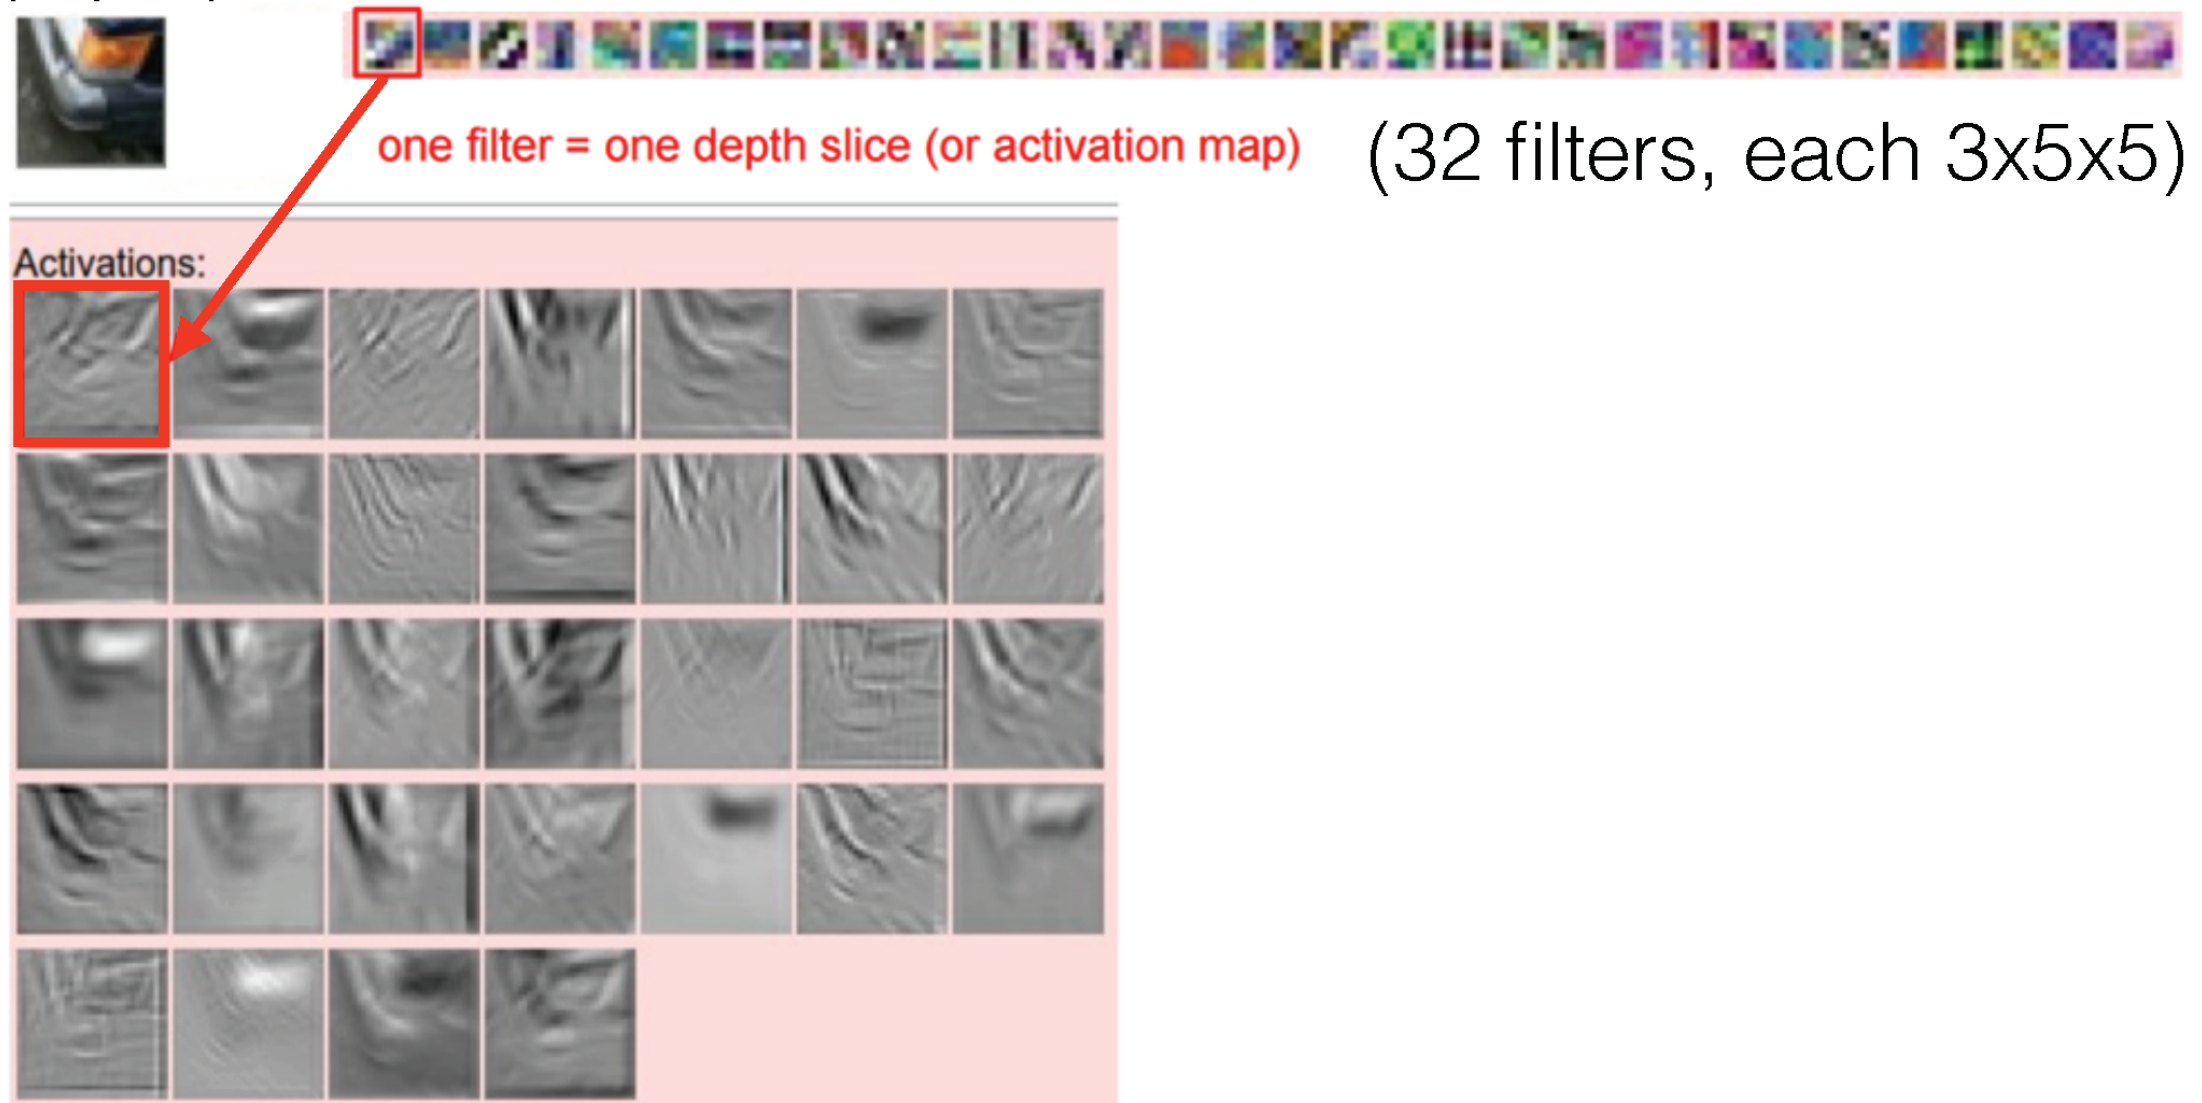 one filter = one depth slice (or activation map)
(32 filters, each 3x5x5)
Activations: